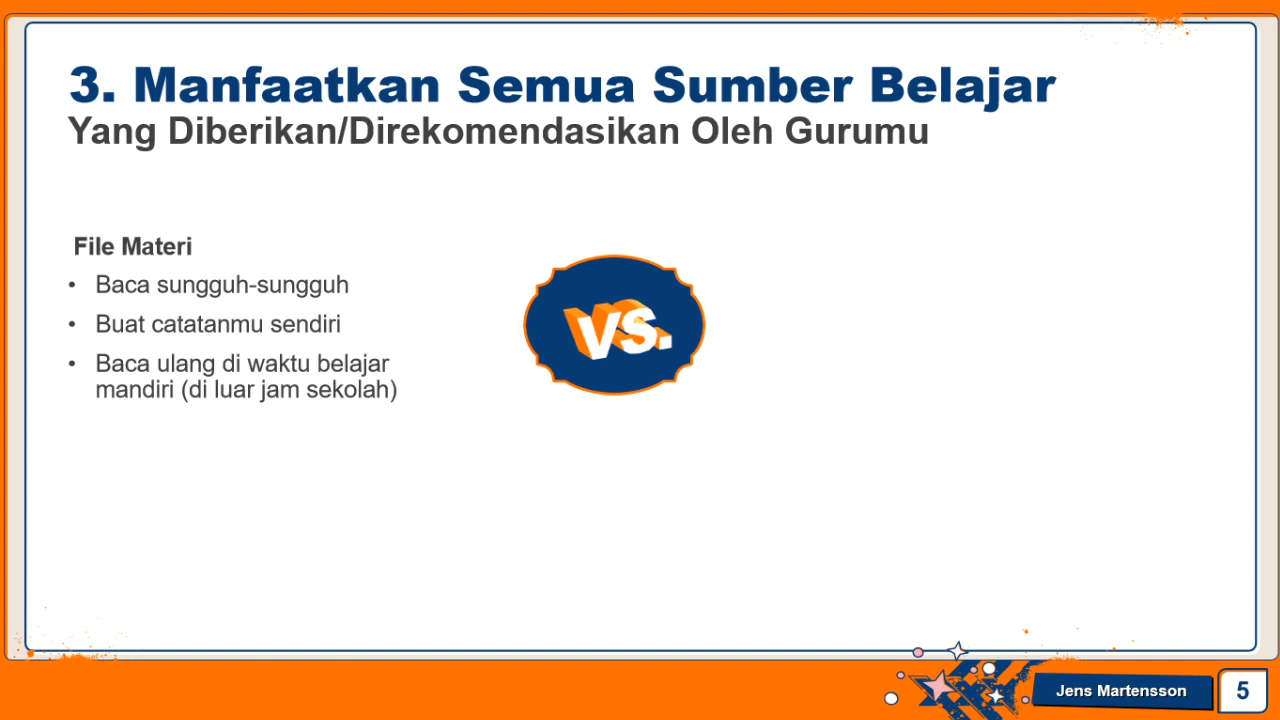 3. Manfaatkan Semua Sumber Belajar
Yang Diberikan/Direkomendasikan Oleh Gurumu
File Materi
• Baca sungguh-sungguh
• Buat catatanmu sendiri
• Baca ulang di waktu belajar
mandiri (di luar jam sekolah)
VS.
Jens Martensson
5